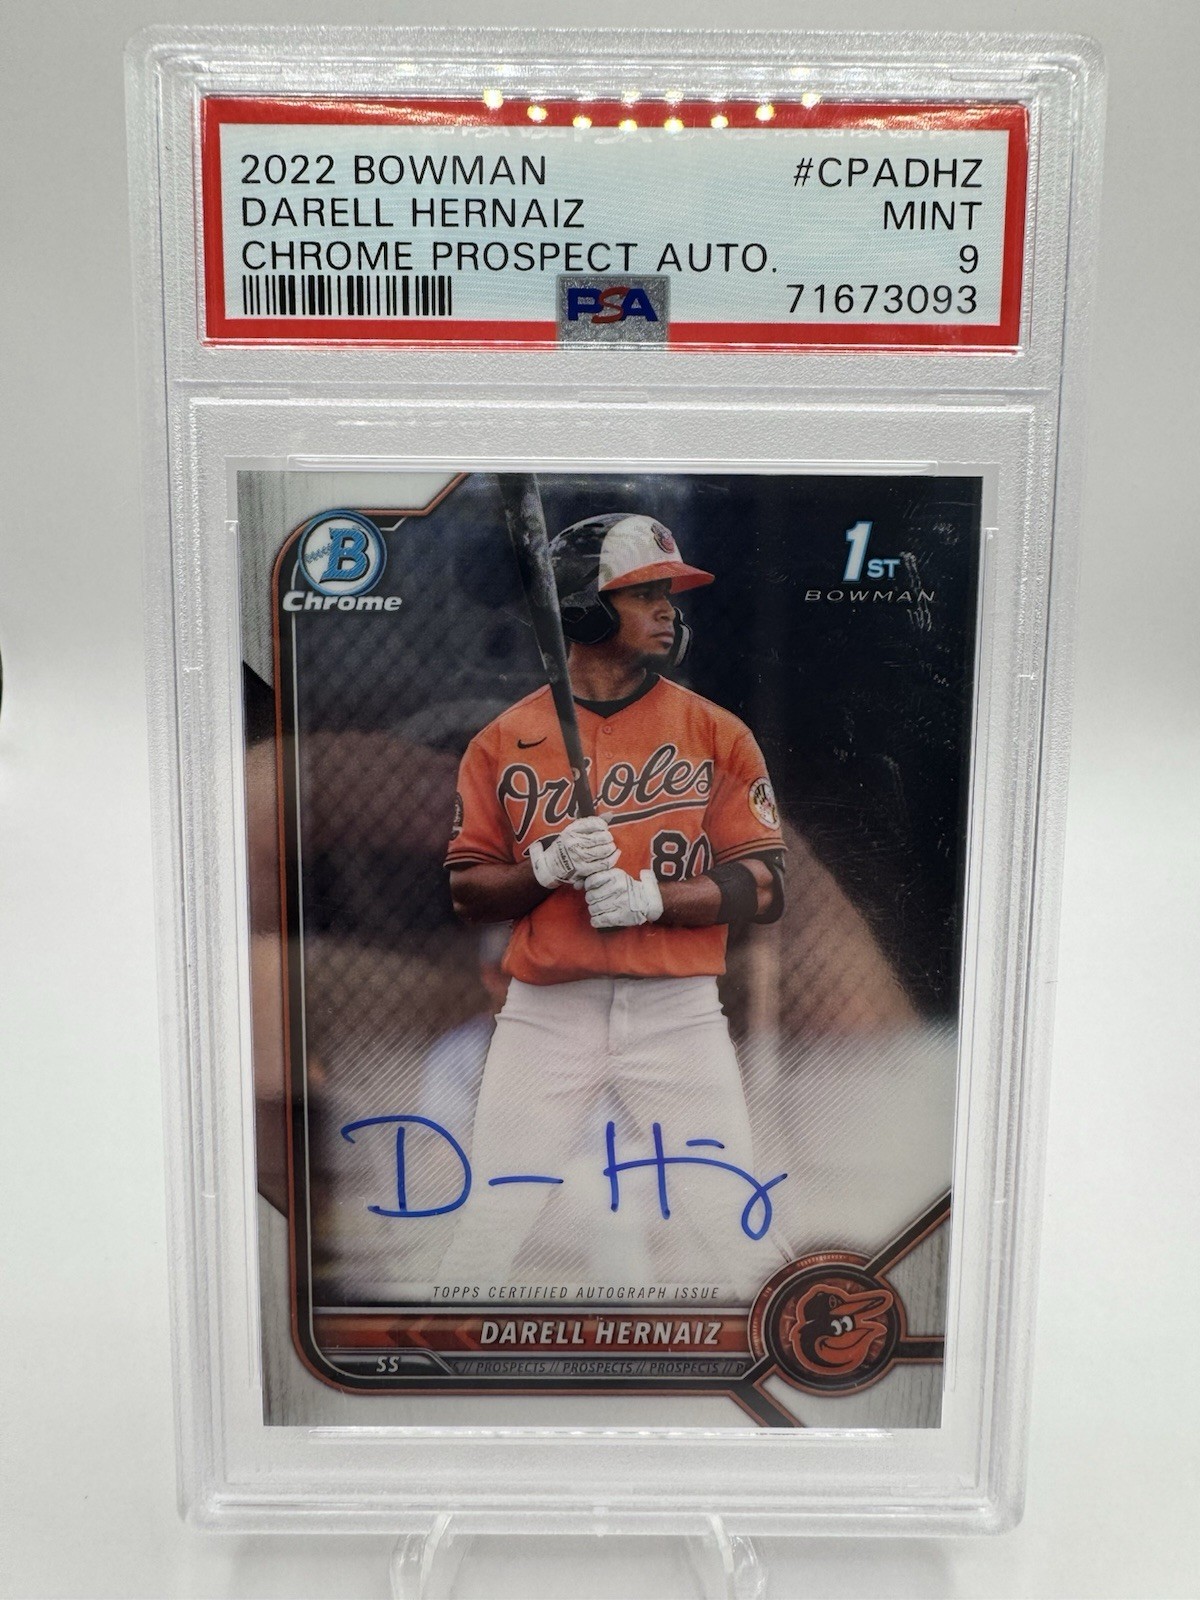 2022 BOWMAN #CPADHZ
DARELL HERNAIZ MINT
CHROME PROSPECT AUTO. 9
PSA 71673093
B
Chrome
1ST
BOWMAN
Orioles
80
D H
TOPPS CERTIFIED AUTOGRAPH ISSUE
DARELL HERNAIZ
SS // PROSPECTS // PROSPECTS // PROSPECTS // P